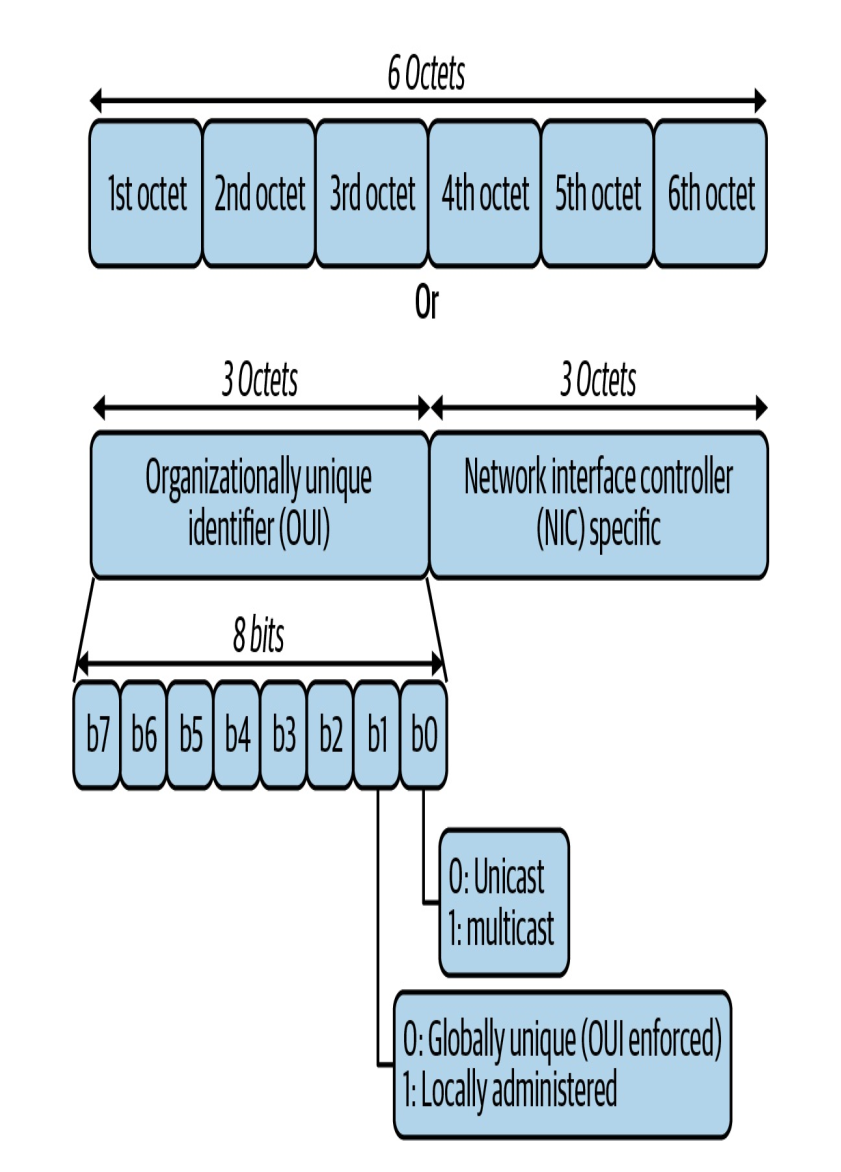 6 Octets
1st octet 2nd octet 3rd octet 4th octet 5th octet 6th octet
Or
3 Octets 3 Octets
Organizationally unique
identifier (OUI)
Network interface controller
(NIC) specific
8 bits
b7 b6 b5 b4 b3 b2 b1 b0
0: Unicast
1: multicast
0: Globally unique (OUI enforced)
1: Locally administered